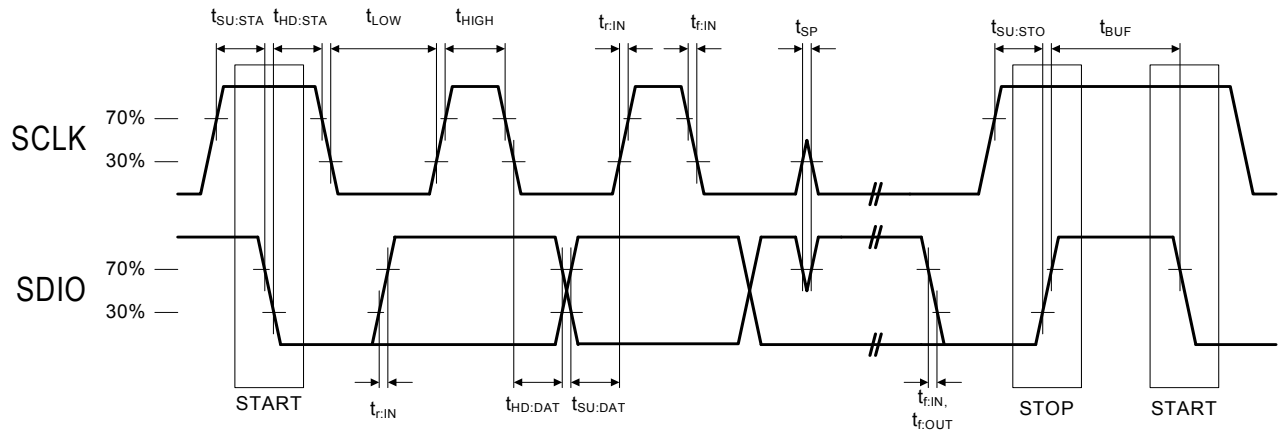 tSU:STA tHD:STA tLOW tHIGH tr:IN tf:IN tSP tSU:STO tBUF
SCLK
70%
30%
SDIO
70%
30%
START
tr:IN
tHD:DAT tSU:DAT
tf:IN,
tf:OUT
STOP
START